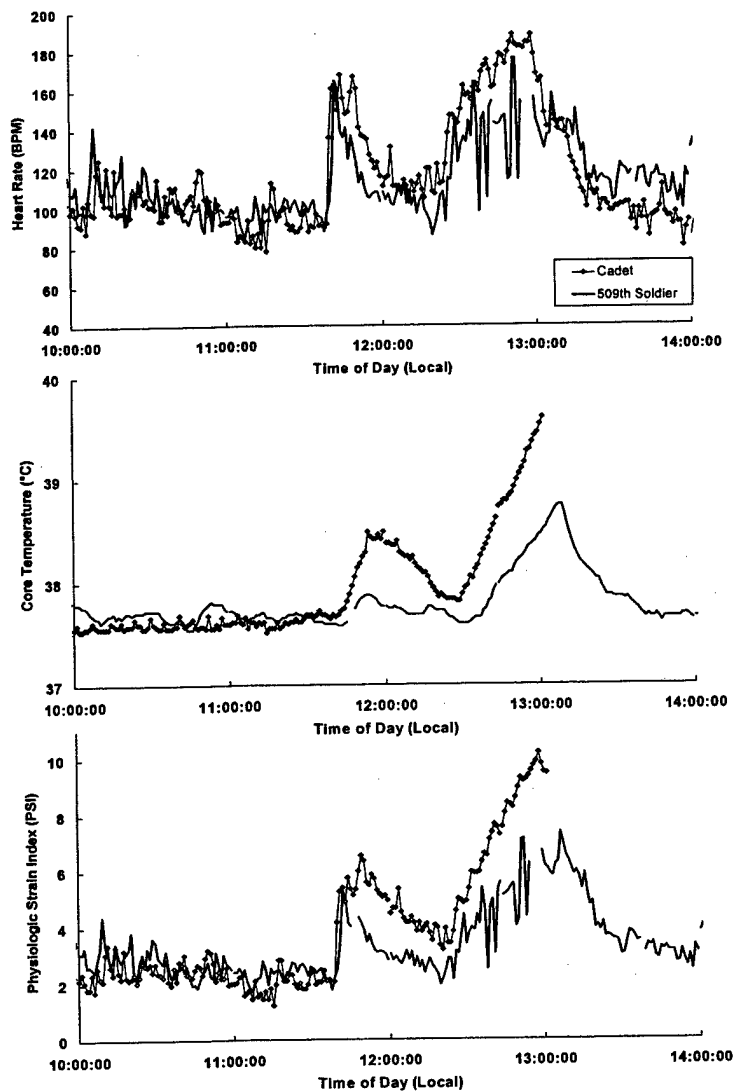 200
180
160
140
120
100
80
60
40
Heart Rate (BPM)
Cadet
509th Soldier
10:00:00 11:00:00 12:00:00 13:00:00 14:00:00
Time of Day (Local)
40
39
38
37
Core Temperature (°C)
10:00:00 11:00:00 12:00:00 13:00:00 14:00:00
Time of Day (Local)
10
8
6
4
2
0
Physiologic Strain Index (PSI)
10:00:00 11:00:00 12:00:00 13:00:00 14:00:00
Time of Day (Local)